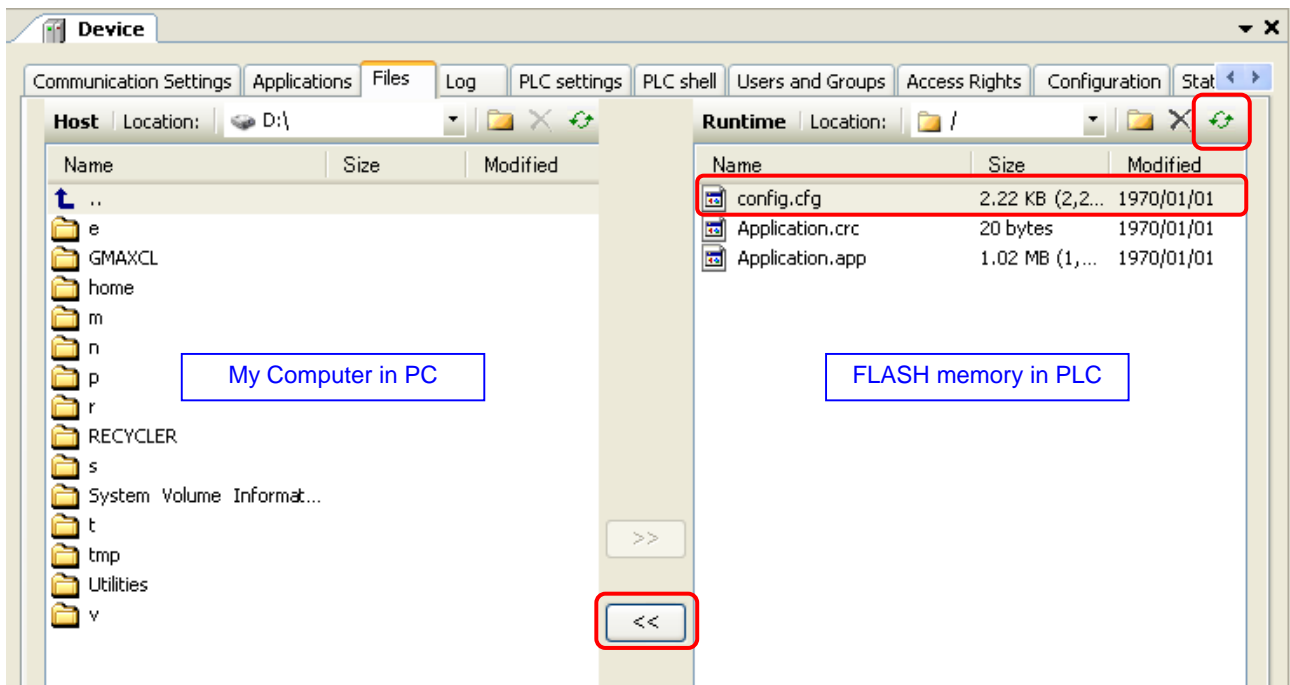 Device
Communication Settings Applications Files Log PLC settings PLC shell Users and Groups Access Rights Configuration Stat
Host Location: D:\
Name Size Modified
..
e
GMAXCL
home
m
n
p
r
RECYCLER
s
System Volume Informat...
t
tmp
Utilities
v
My Computer in PC
>>
<<
Runtime Location: /
Name Size Modified
config.cfg 2.22 KB (2,2... 1970/01/01
Application.crc 20 bytes 1970/01/01
Application.app 1.02 MB (1,... 1970/01/01
FLASH memory in PLC